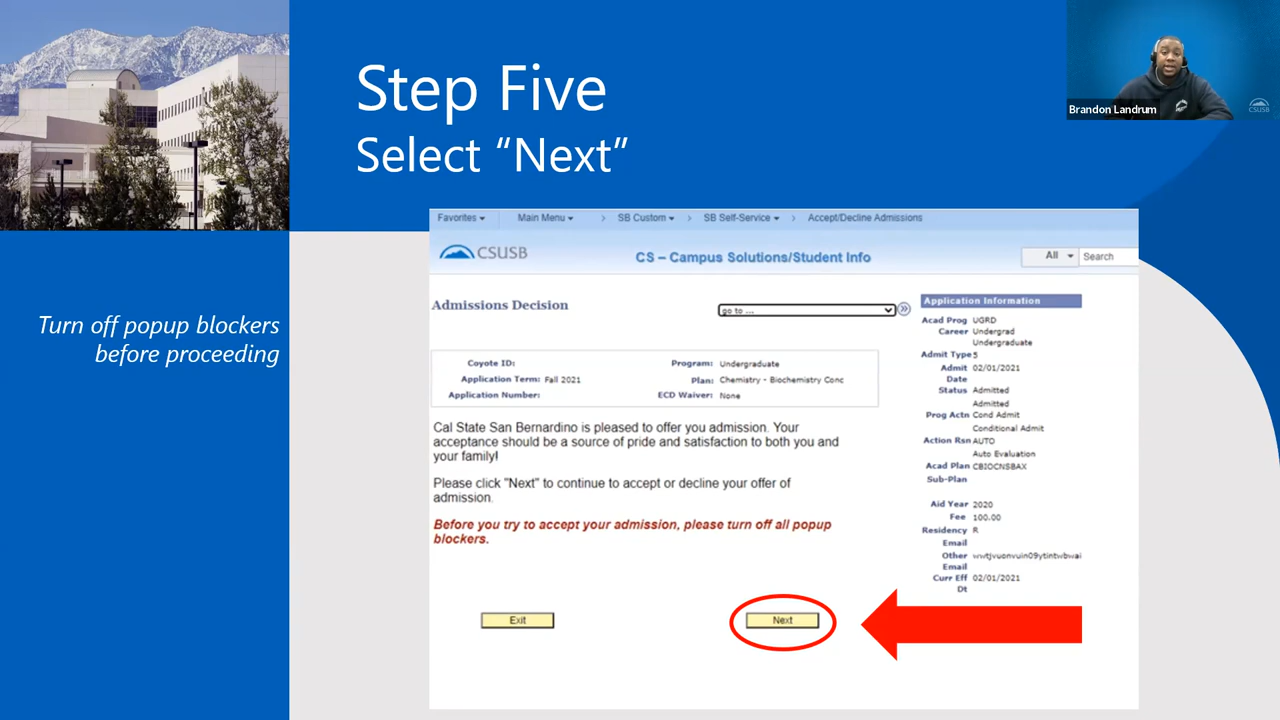 Step Five
Select “Next”
Brandon Landrum
CSUSB
Turn off popup blockers
before proceeding
Favorites
Main Menu
>
SB Custom
>
SB Self-Service
>
Accept/Decline Admissions
CSUSB
CS – Campus Solutions/Student Info
All
Search
Admissions Decision
go to ...
Coyote ID:
Program: Undergraduate
Application Term: Fall 2021
Plan: Chemistry - Biochemistry Conc
Application Number:
ECD Waiver: None
Cal State San Bernardino is pleased to offer you admission. Your
acceptance should be a source of pride and satisfaction to both you and
your family!
Please click "Next" to continue to accept or decline your offer of
admission.
Before you try to accept your admission, please turn off all popup
blockers.
Exit
Next
Application Information
Acad Prog UGRD
Career Undergrad
Undergraduate
Admit Type 5
Admit 02/01/2021
Date
Status Admitted
Admitted
Prog Actn Cond Admit
Conditional Admit
Action Rsn AUTO
Auto Evaluation
Acad Plan CBIOCNSBAX
Sub-Plan
Aid Year 2020
Fee 100.00
Residency R
Email
Other
Email
Curr Eff 02/01/2021
Dt